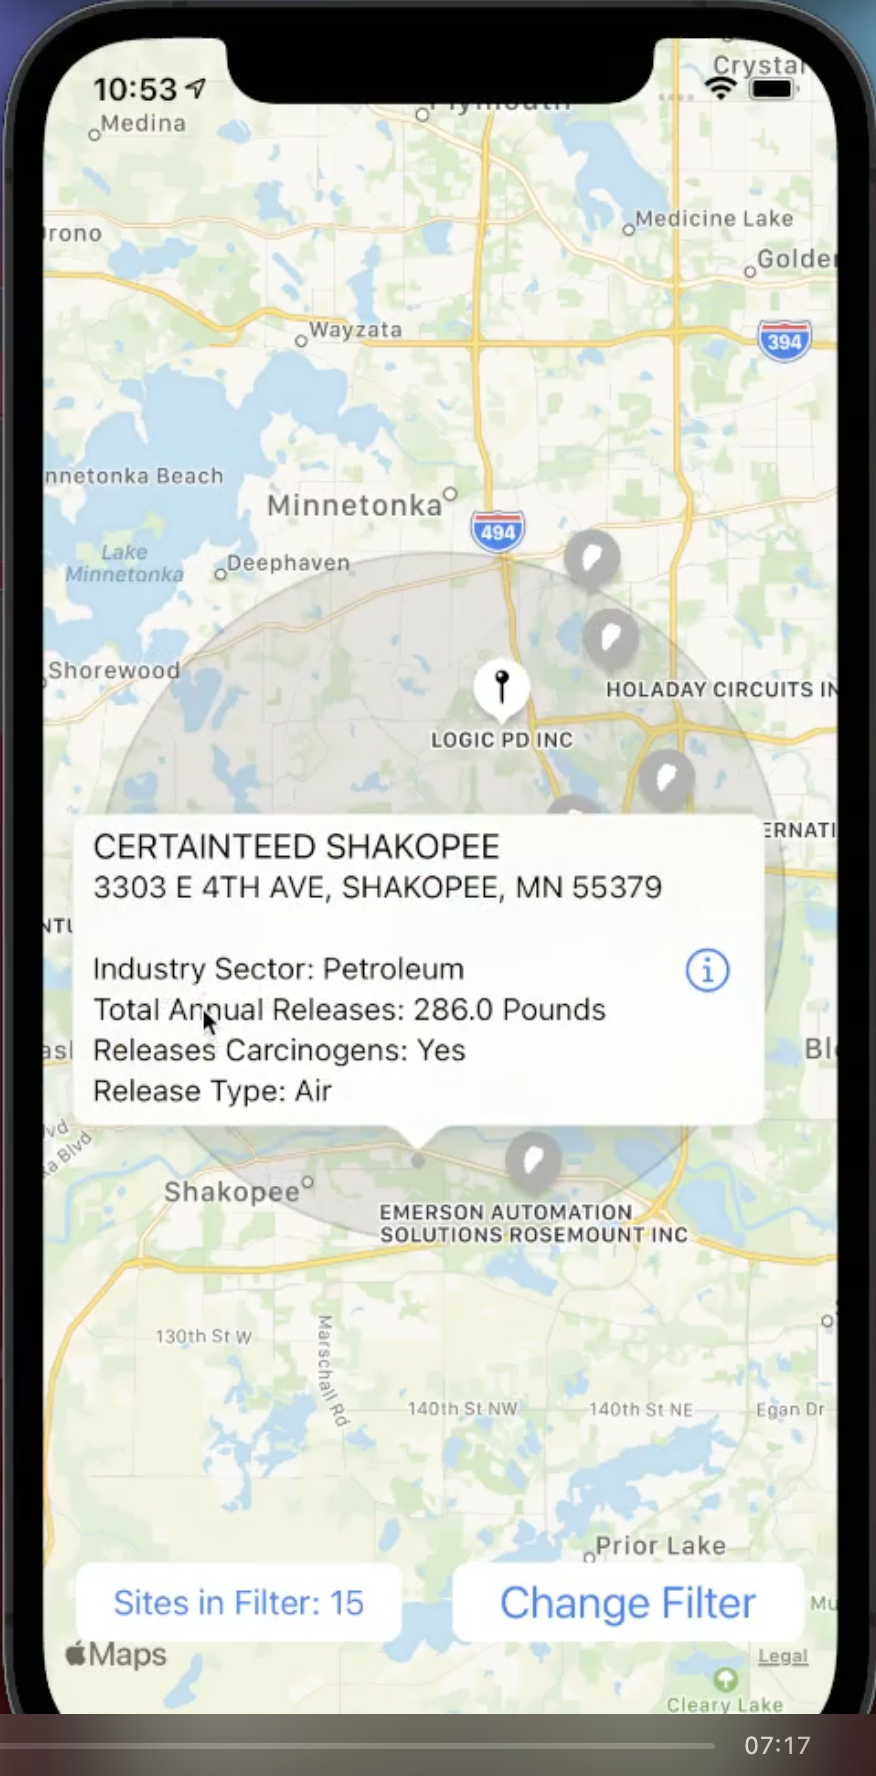 10:53
Crystal
Plymouth
Medina
Medicine Lake
rono
Golde
394
Wayzata
nnetonka Beach
Minnetonka
494
Lake
Minnetonka
Deephaven
Shorewood
HOLADAY CIRCUITS IN
LOGIC PD INC
ERNATI
CERTAINTEED SHAKOPEE
3303 E 4TH AVE, SHAKOPEE, MN 55379
Industry Sector: Petroleum
Total Annual Releases: 286.0 Pounds
Releases Carcinogens: Yes
Release Type: Air
Bl
vd
ka Blvd
Shakopee
EMERSON AUTOMATION
SOLUTIONS ROSEMOUNT INC
130th St W
Marschall Rd
140th St NW
140th St NE
Egan Dr
Prior Lake
Sites in Filter: 15
Change Filter
Mu
Maps
Legal
Cleary Lake
07:17